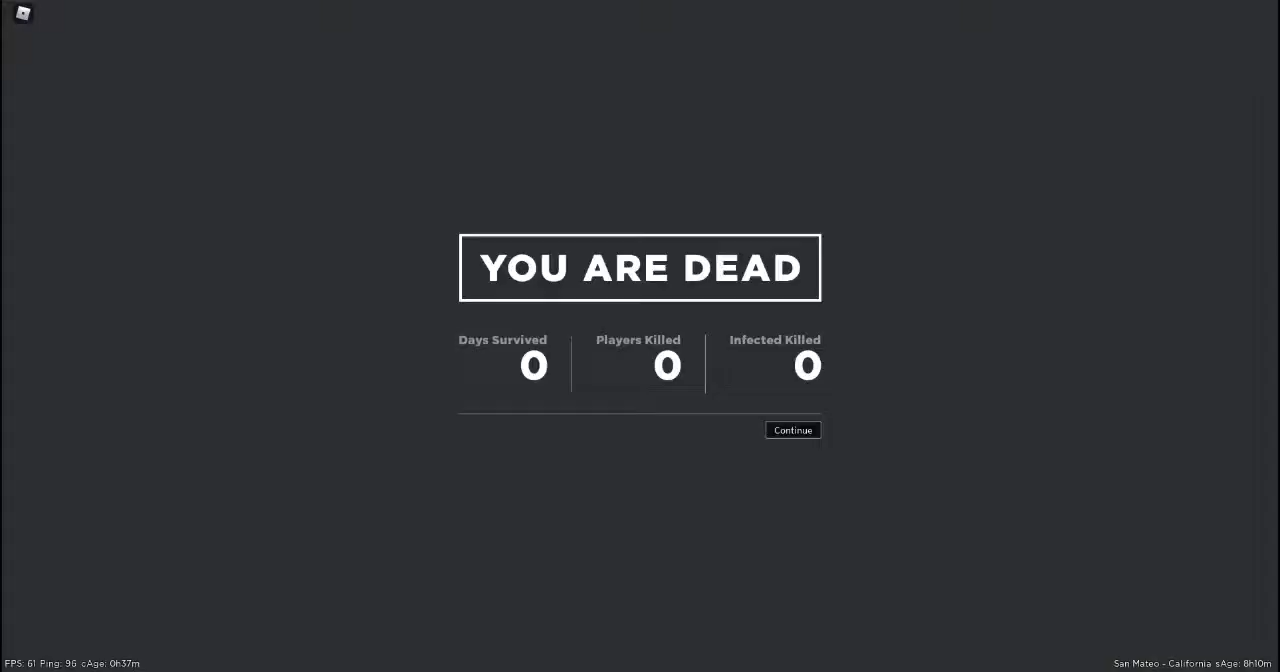 YOU ARE DEAD
Days Survived Players Killed Infected Killed
0 0 0
Continue
FPS: 61 Ping: 96 cAge: 0h37m San Mateo - California sAge: 8h10m